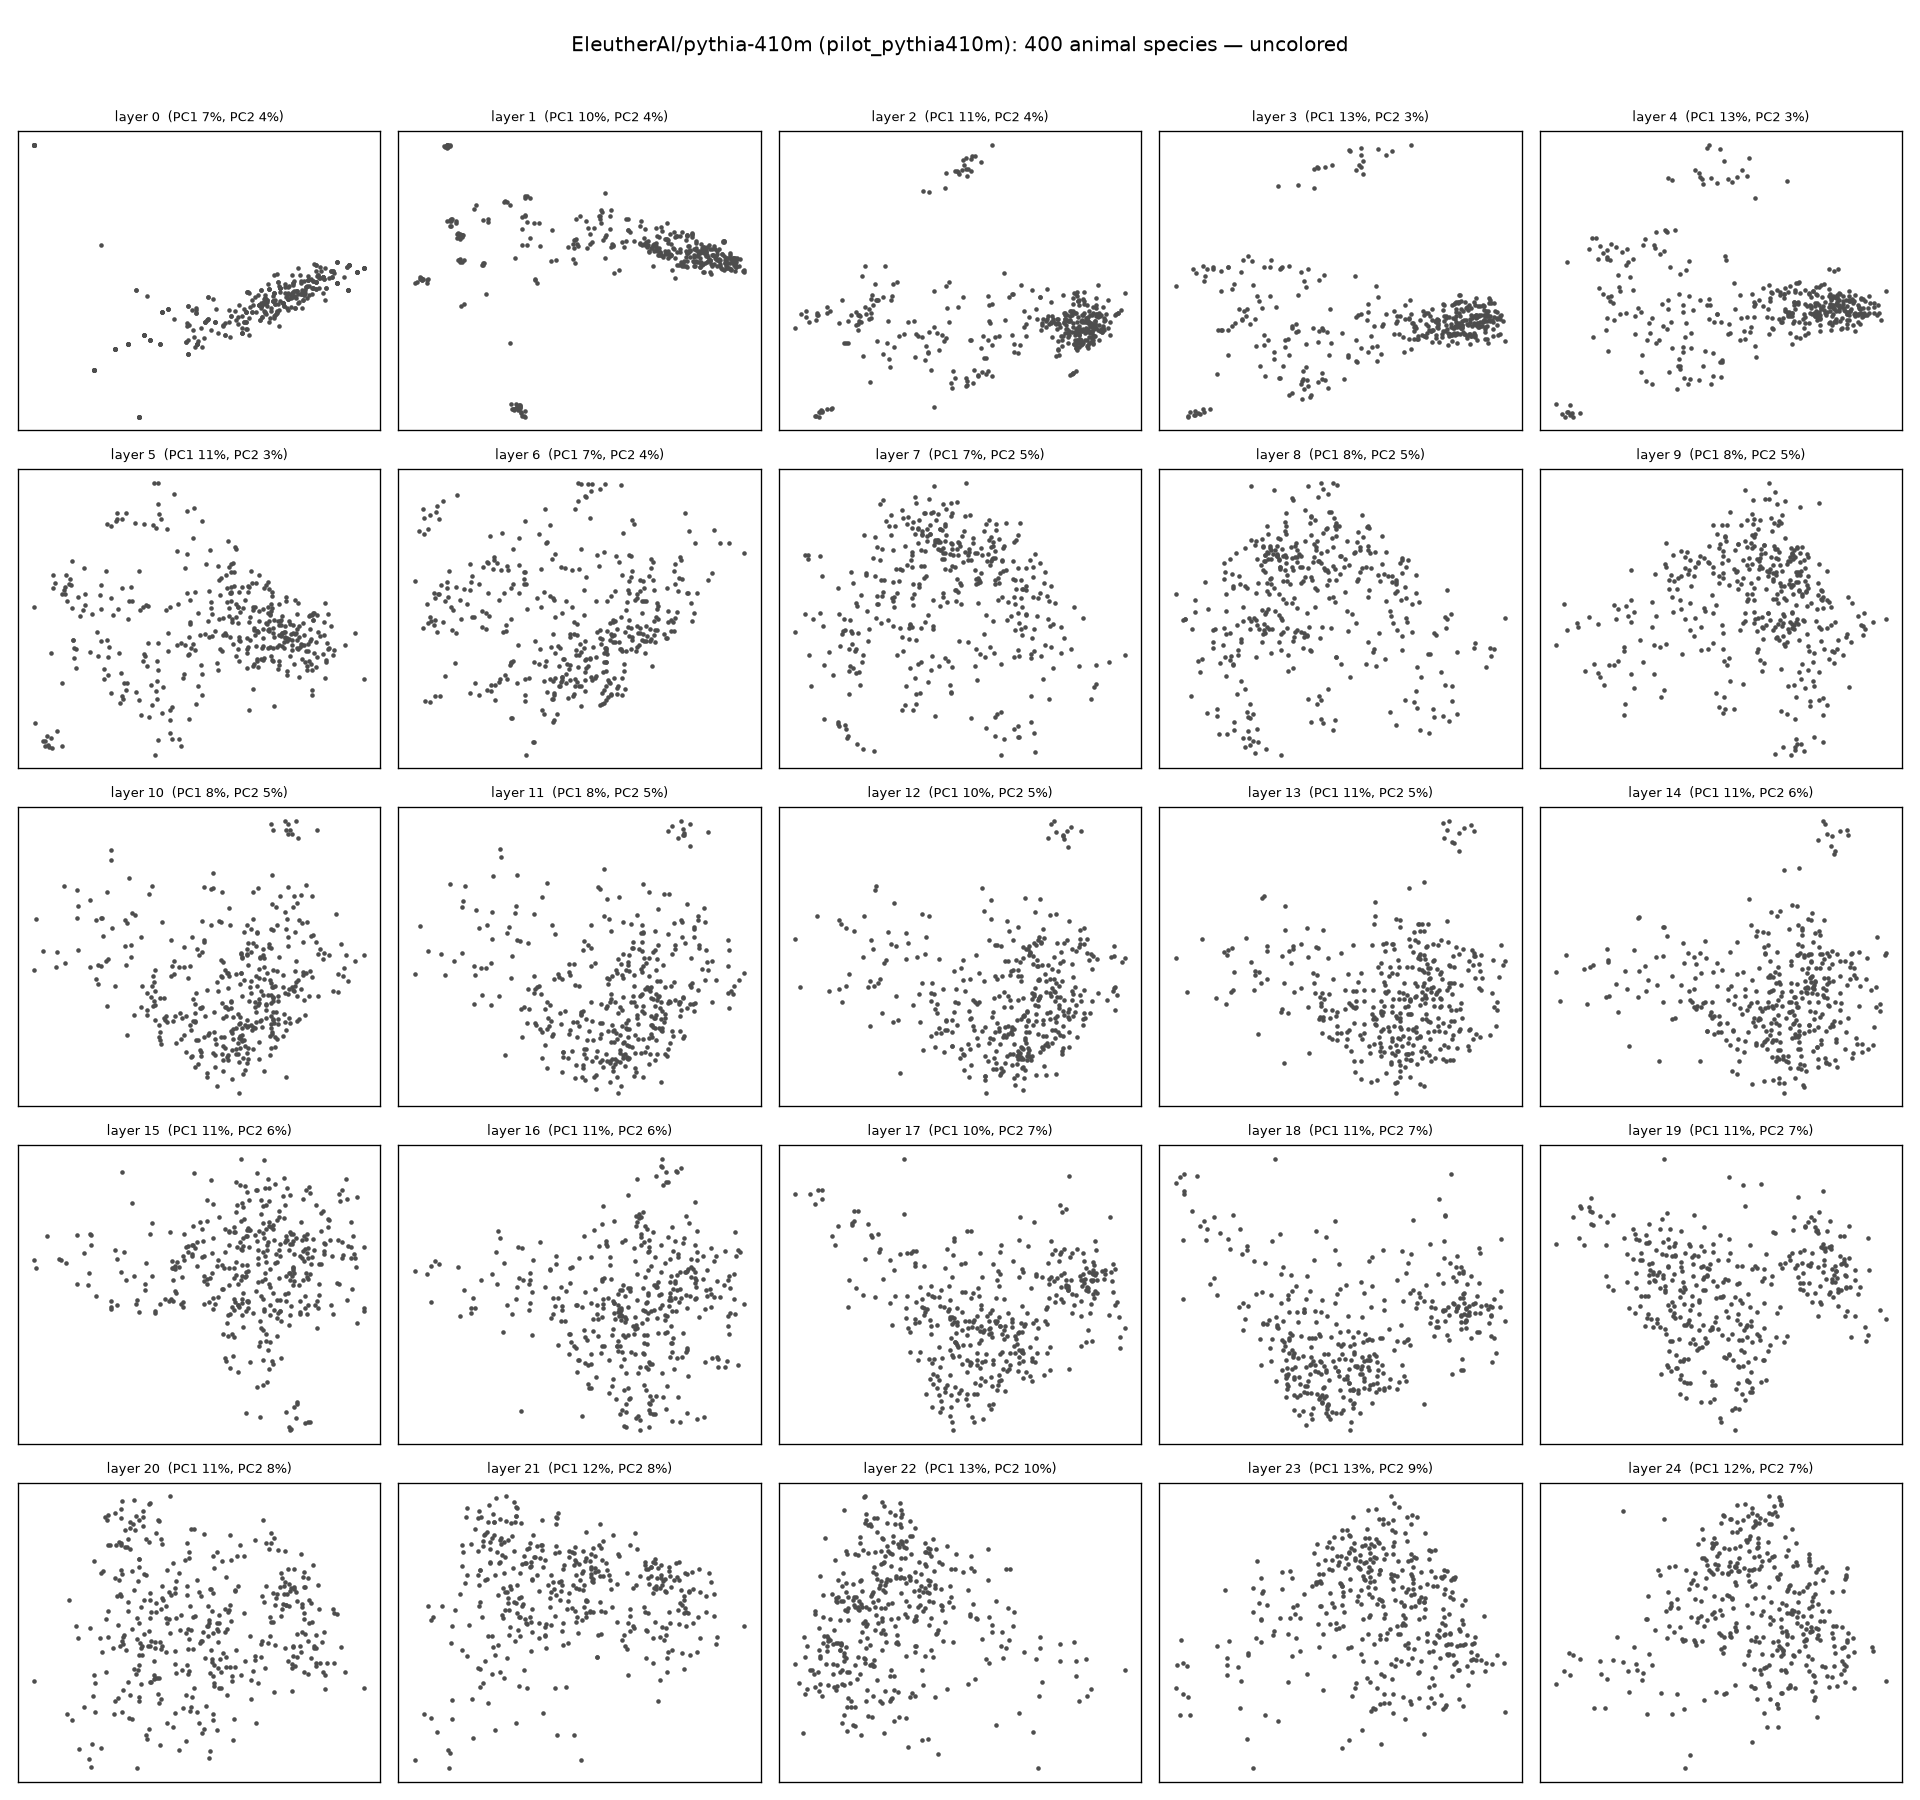 EleutherAI/pythia-410m (pilot_pythia410m): 400 animal species — uncolored
layer 0 (PC1 7%, PC2 4%)
layer 1 (PC1 10%, PC2 4%)
layer 2 (PC1 11%, PC2 4%)
layer 3 (PC1 13%, PC2 3%)
layer 4 (PC1 13%, PC2 3%)
layer 5 (PC1 11%, PC2 3%)
layer 6 (PC1 7%, PC2 4%)
layer 7 (PC1 7%, PC2 5%)
layer 8 (PC1 8%, PC2 5%)
layer 9 (PC1 8%, PC2 5%)
layer 10 (PC1 8%, PC2 5%)
layer 11 (PC1 8%, PC2 5%)
layer 12 (PC1 10%, PC2 5%)
layer 13 (PC1 11%, PC2 5%)
layer 14 (PC1 11%, PC2 6%)
layer 15 (PC1 11%, PC2 6%)
layer 16 (PC1 11%, PC2 6%)
layer 17 (PC1 10%, PC2 7%)
layer 18 (PC1 11%, PC2 7%)
layer 19 (PC1 11%, PC2 7%)
layer 20 (PC1 11%, PC2 8%)
layer 21 (PC1 12%, PC2 8%)
layer 22 (PC1 13%, PC2 10%)
layer 23 (PC1 13%, PC2 9%)
layer 24 (PC1 12%, PC2 7%)